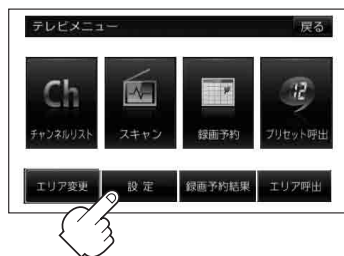 テレビメニュー 戻る
Ch
チャンネルリスト スキャン 録画予約 プリセット呼出
12
エリア変更 設定 録画予約結果 エリア呼出